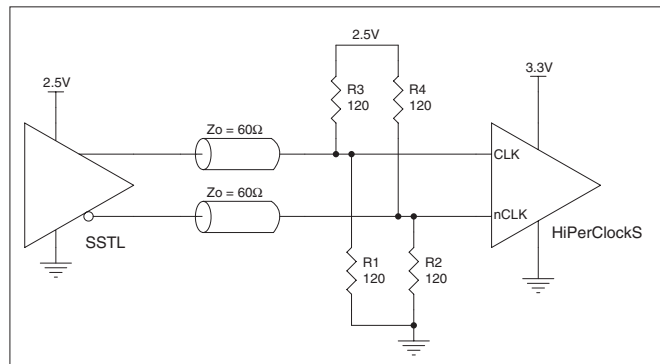 2.5V
2.5V
3.3V
R3
120
R4
120
Zo = 60Ω
CLK
Zo = 60Ω
nCLK
SSTL
HiPerClockS
R1
120
R2
120